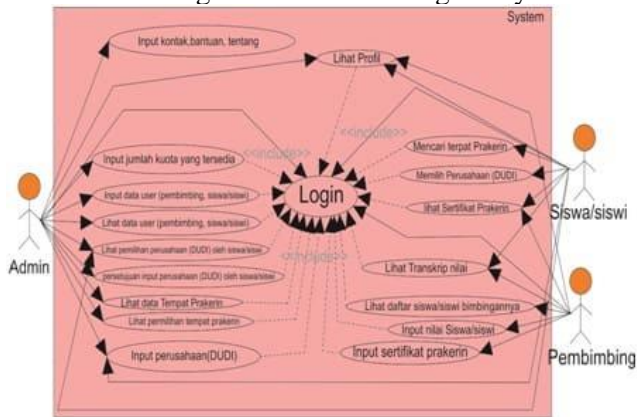 System
Input kontak,bantuan, tentang
Lihat Profil
<<include>>
Mencari terpat Prakerin
Input jumlah kuota yang tersedia
<<include>>
Memilih Perusahaan (DUDI)
Input data user (pembimbing, siswa/siswi)
Login
lihat Sertifikat Prakerin
Siswa/siswi
Lihat data user (pembimbing, siswa/siswi)
Lihat pemilihan perusahaan (DUDI) oleh siswa/siswi
Admin
<<include>>
persetujuan input perusahaan (DUDI) oleh siswa/siswi
Lihat Transkrip nilai
Lihat data Tempat Prakerin
Lihat daftar siswa/siswi bimbingannya
Lihat permilihan tempat prakerin
Input nilai Siswa/siswi
Input perusahaan(DUDI)
Input sertifikat prakerin
Pembimbing